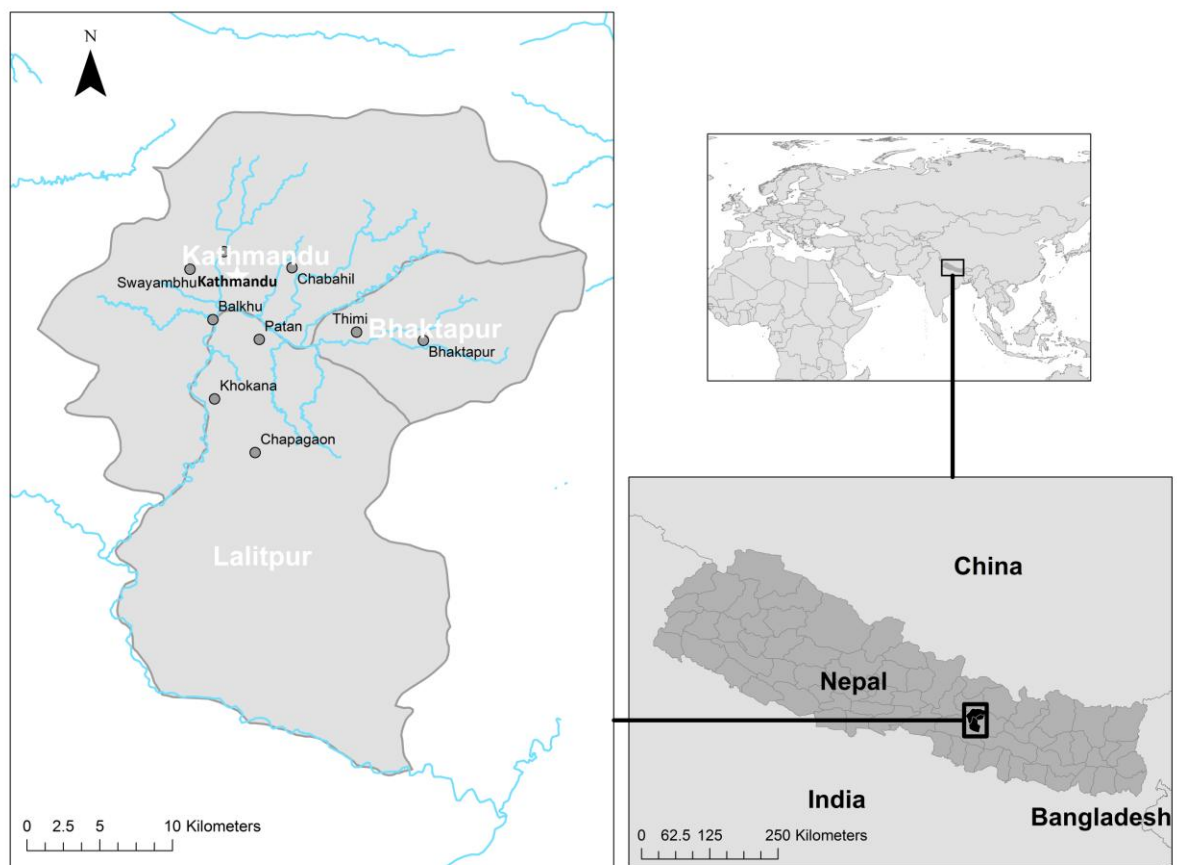 N
Kathmandu
Swayambhu Kathmandu
Chabahil
Balkhu
Patan
Thimi
Bhaktapur
Bhaktapur
Khokana
Chapagaon
Lalitpur
0 2.5 5 10 Kilometers
China
Nepal
India
Bangladesh
0 62.5 125 250 Kilometers